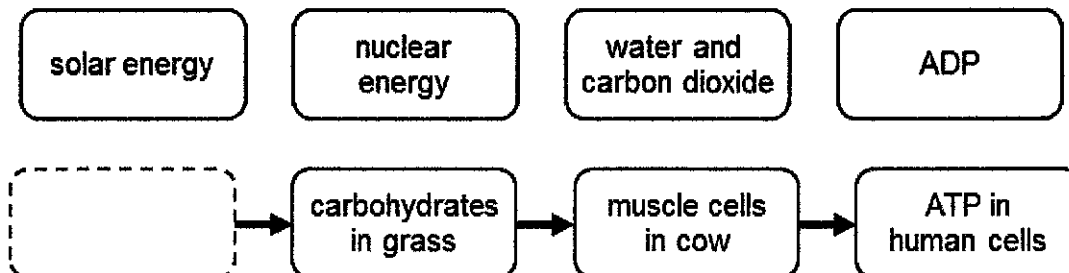 solar energy
nuclear
energy
water and
carbon dioxide
ADP
carbohydrates
in grass
muscle cells
in cow
ATP in
human cells